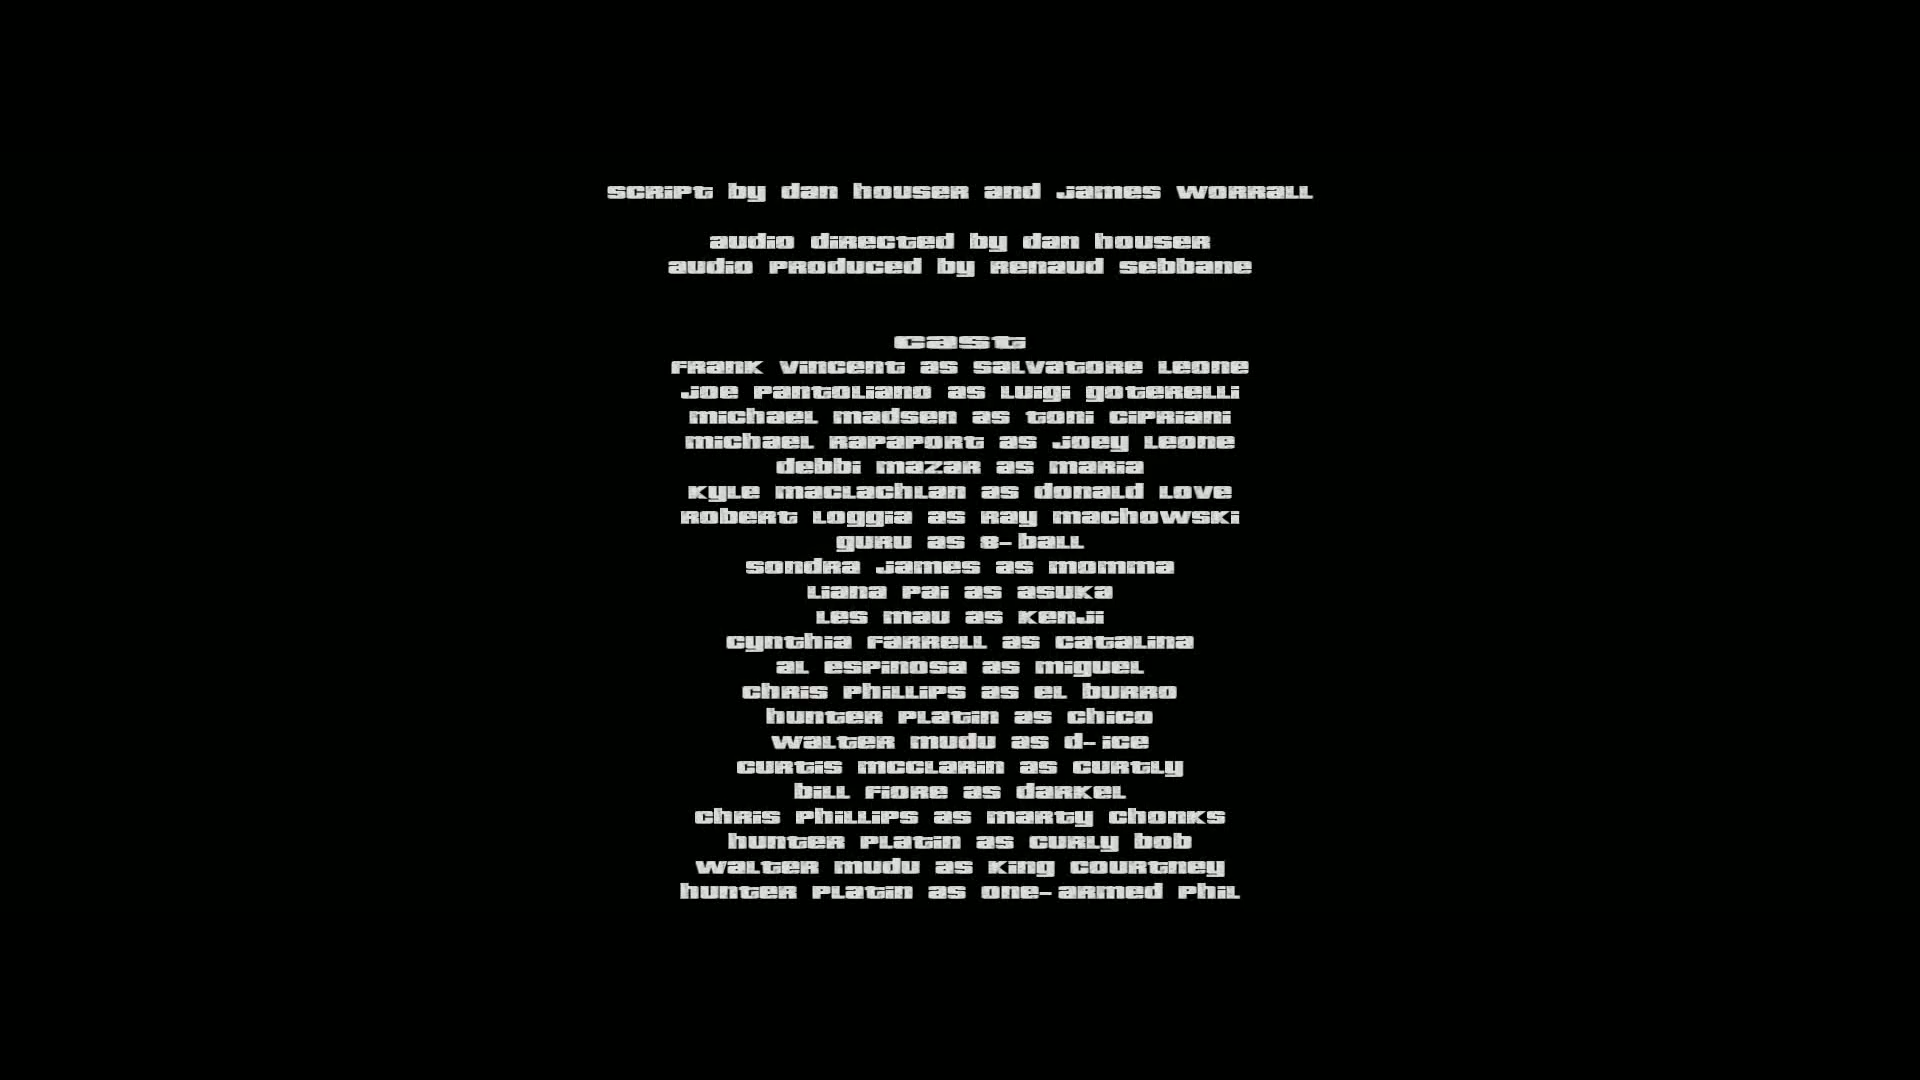 script by dan houser and james worrall
audio directed by dan houser
audio produced by renaud sebbane
cast
frank vincent as salvatore leone
joe pantoliano as luigi goterelli
michael madsen as toni cipriani
michael rapaport as joey leone
debbi mazar as maria
kyle maclachlan as donald love
robert loggia as ray machowski
guru as 8-ball
sondra james as momma
liana pai as asuka
les mau as kenji
cynthia farrell as catalina
al espinosa as miguel
chris phillips as el burro
hunter platin as chico
walter mudu as d-ice
curtis mcclarin as curtly
bill fiore as darkel
chris phillips as marty chonks
hunter platin as curly bob
walter mudu as king courtney
hunter platin as one-armed phil